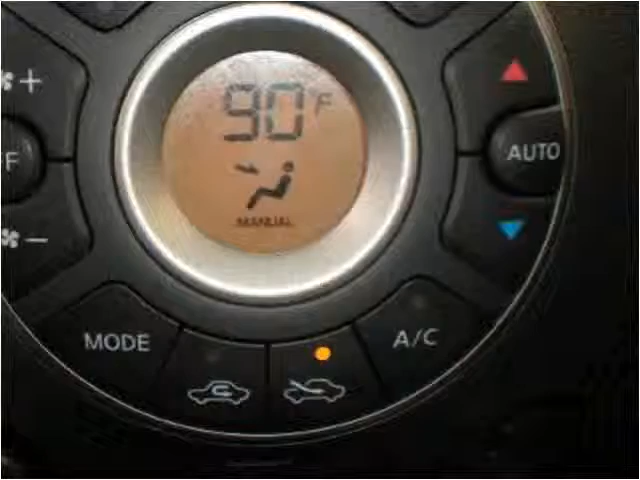 90°F
MANUAL
+
F
-
AUTO
MODE
A/C